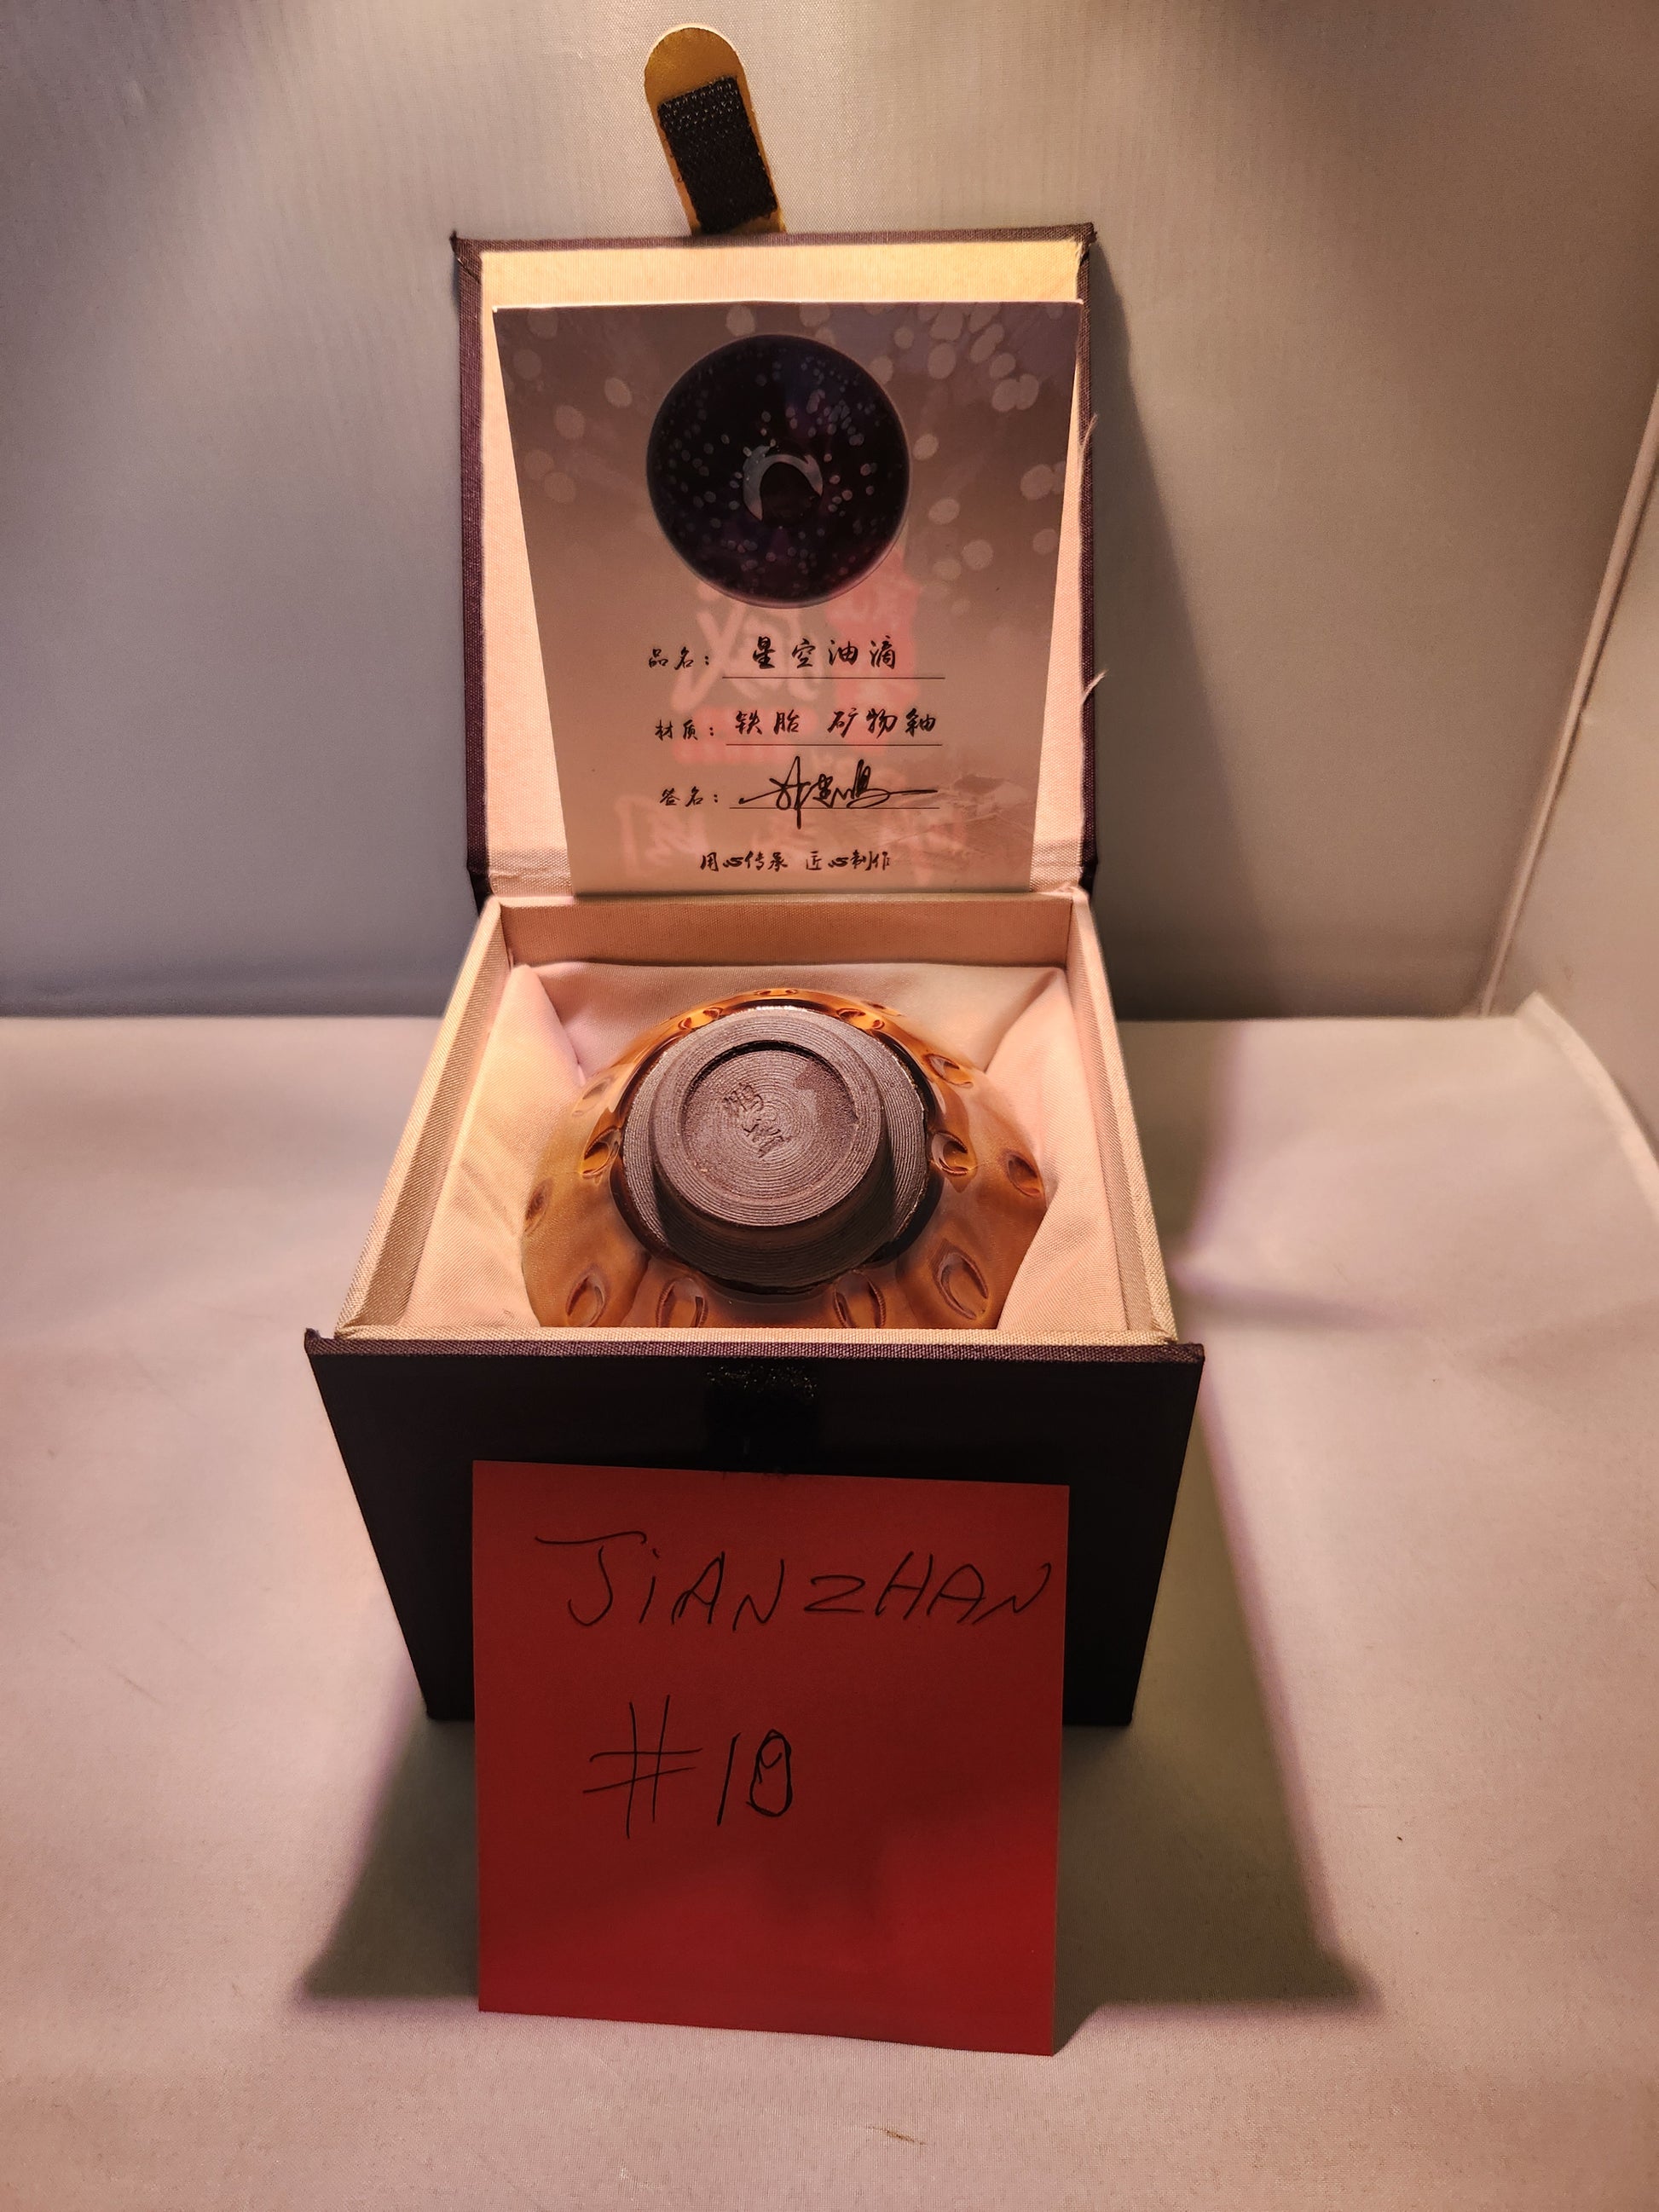 品名：星空油滴
材质：铁胎 矿物釉
签名：
用心传承 匠心制作
JiANZHAN
#10